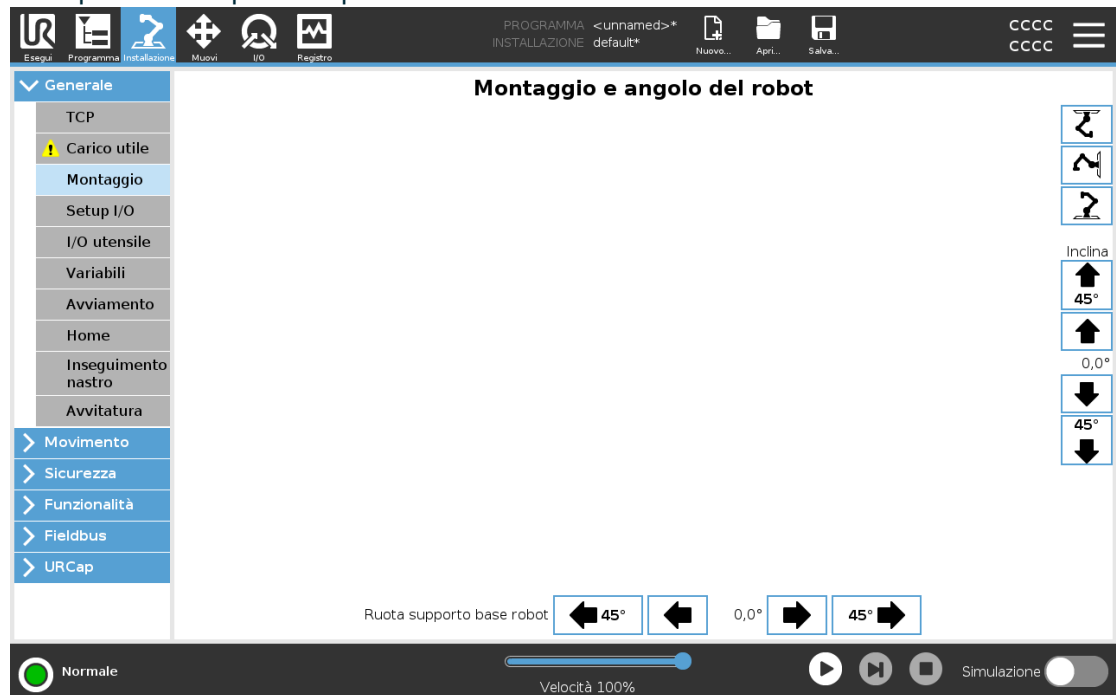 PROGRAMMA <unnamed>*
INSTALLAZIONE default*
Esegui Programma Installazione Muovi I/O Registro
Nuovo... Apri... Salva...
CCCC
CCCC
Generale
TCP
Carico utile
Montaggio
Setup I/O
I/O utensile
Variabili
Avviamento
Home
Inseguimento
nastro
Avvitatura
Movimento
Sicurezza
Funzionalità
Fieldbus
URCap
Montaggio e angolo del robot
Inclina
45°
0,0°
45°
Ruota supporto base robot 45° 0,0° 45°
Normale
Velocità 100%
Simulazione